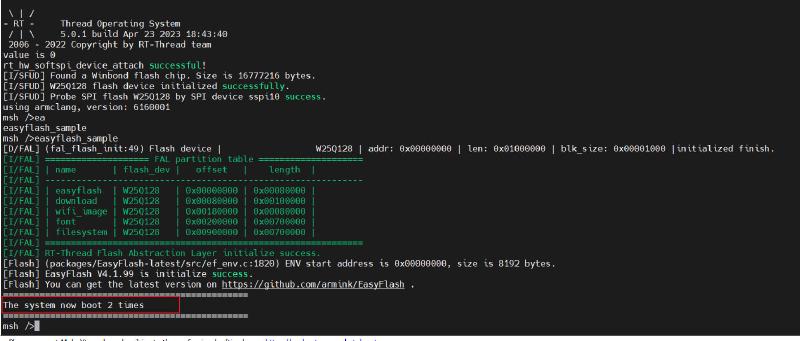 \ | /
- RT - Thread Operating System
/ | \ 5.0.1 build Apr 23 2023 18:43:40
2006 - 2022 Copyright by RT-Thread team
value is 0
rt_hw_softspi_device_attach successful!
[I/SFUD] Found a Winbond flash chip. Size is 16777216 bytes.
[I/SFUD] W25Q128 flash device initialized successfully.
[I/SFUD] Probe SPI flash W25Q128 by SPI device sspi10 success.
using armclang, version: 6160001
msh />ea
easyflash_sample
msh />easyflash_sample
[D/FAL] (fal_flash_init:49) Flash device | W25Q128 | addr: 0x00000000 | len: 0x01000000 | blk_size: 0x00001000 |initialized finish.
[I/FAL] ==================== FAL partition table ====================
[I/FAL] | name | flash_dev | offset | length |
[I/FAL] -------------------------------------------------------------
[I/FAL] | easyflash | W25Q128 | 0x00000000 | 0x00080000 |
[I/FAL] | download | W25Q128 | 0x00080000 | 0x00100000 |
[I/FAL] | wifi_image | W25Q128 | 0x00180000 | 0x00080000 |
[I/FAL] | font | W25Q128 | 0x00200000 | 0x00700000 |
[I/FAL] | filesystem | W25Q128 | 0x00900000 | 0x00700000 |
[I/FAL] =============================================================
[I/FAL] RT-Thread Flash Abstraction Layer initialize success.
[Flash] (packages/EasyFlash-latest/src/ef_env.c:1820) ENV start address is 0x00000000, size is 8192 bytes.
[Flash] EasyFlash V4.1.99 is initialize success.
[Flash] You can get the latest version on https://github.com/armink/EasyFlash .
===============================================
The system now boot 2 times
===============================================
msh />